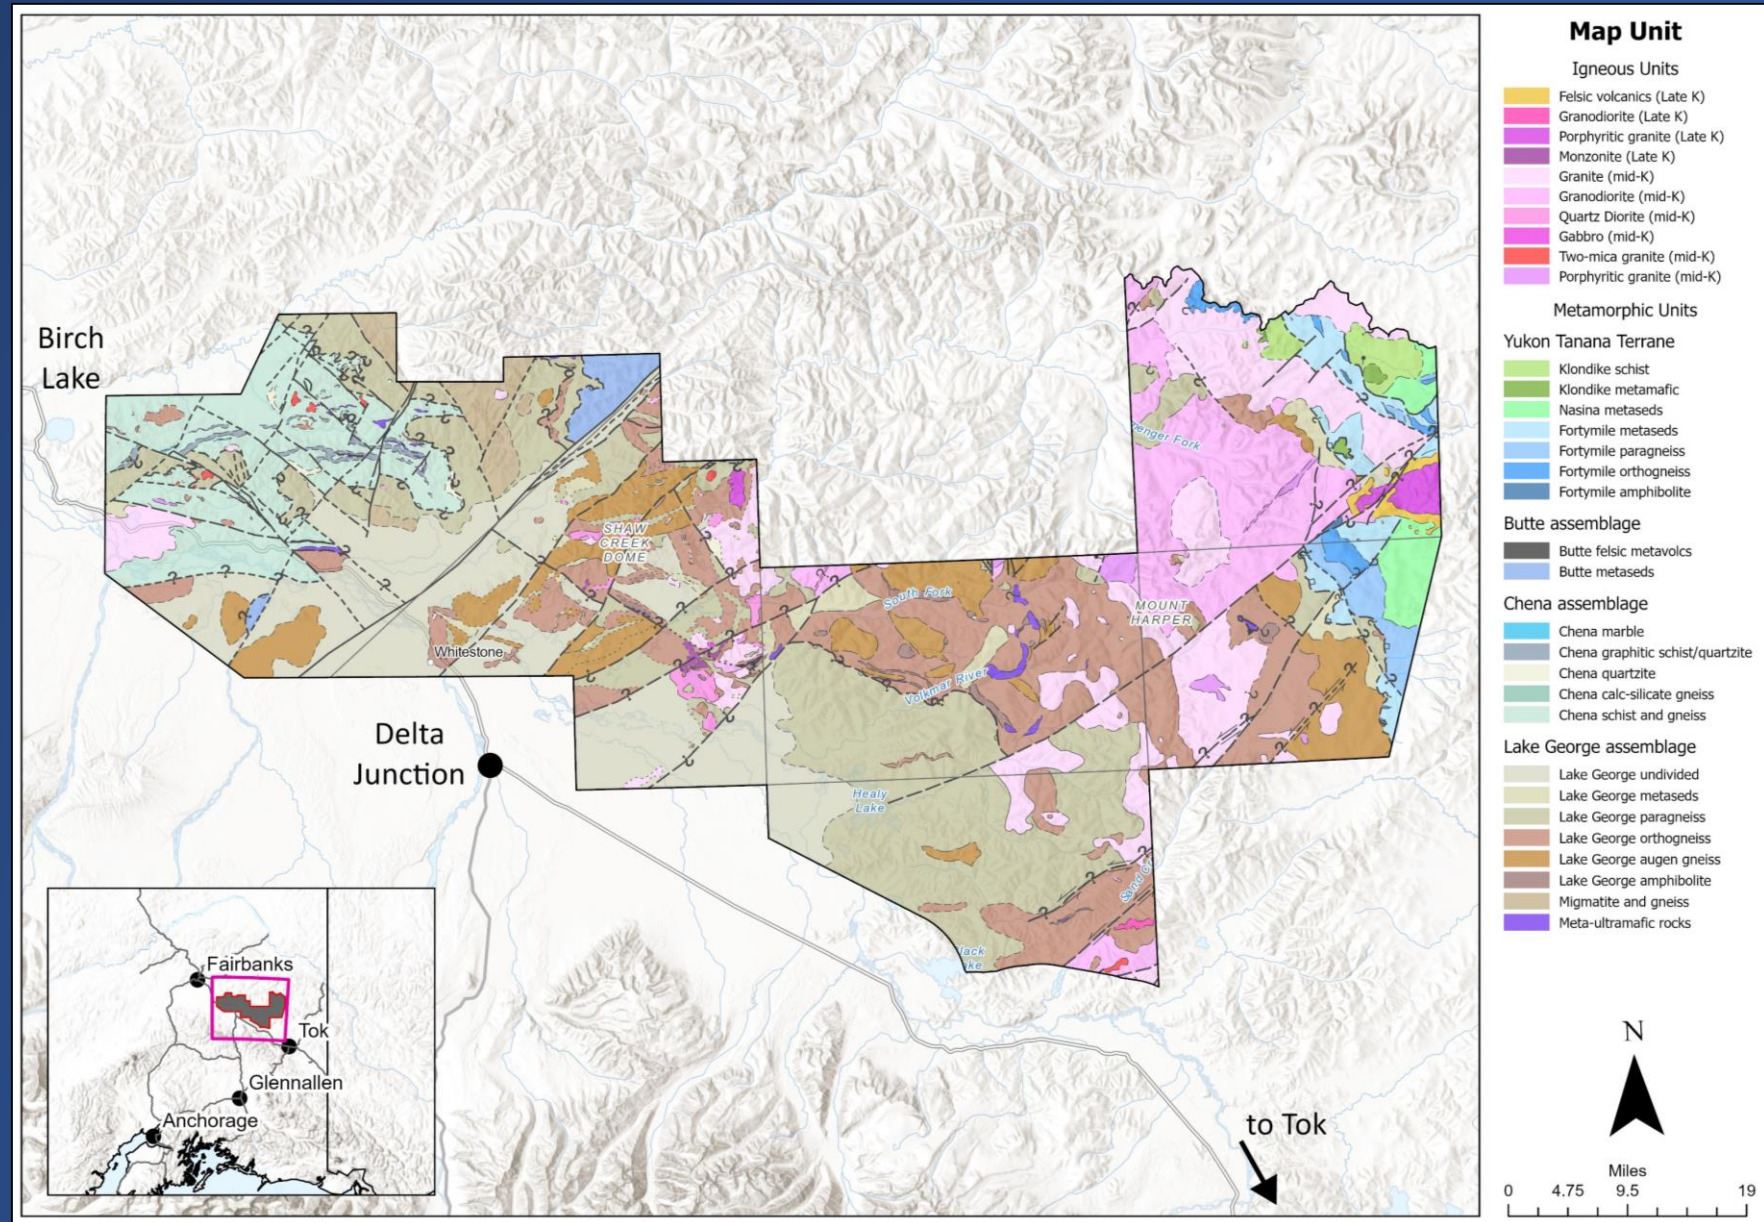 Birch
Lake
SHAW
CREEK
DOME
Whitestone
Delta
Junction
South Fork
Volkmar River
MOUNT
HARPER
Healy
Lake
Fork
to Tok
Fairbanks
Tok
Glennallen
Anchorage
Map Unit
Igneous Units
Felsic volcanics (Late K)
Granodiorite (Late K)
Porphyritic granite (Late K)
Monzonite (Late K)
Granite (mid-K)
Granodiorite (mid-K)
Quartz Diorite (mid-K)
Gabbro (mid-K)
Two-mica granite (mid-K)
Porphyritic granite (mid-K)
Metamorphic Units
Yukon Tanana Terrane
Klondike schist
Klondike metamafic
Nasina metaseds
Fortymile metaseds
Fortymile paragneiss
Fortymile orthogneiss
Fortymile amphibolite
Butte assemblage
Butte felsic metavolcs
Butte metaseds
Chena assemblage
Chena marble
Chena graphitic schist/quartzite
Chena quartzite
Chena calc-silicate gneiss
Chena schist and gneiss
Lake George assemblage
Lake George undivided
Lake George metaseds
Lake George paragneiss
Lake George orthogneiss
Lake George augen gneiss
Lake George amphibolite
Migmatite and gneiss
Meta-ultramafic rocks
N
Miles
0 4.75 9.5 19